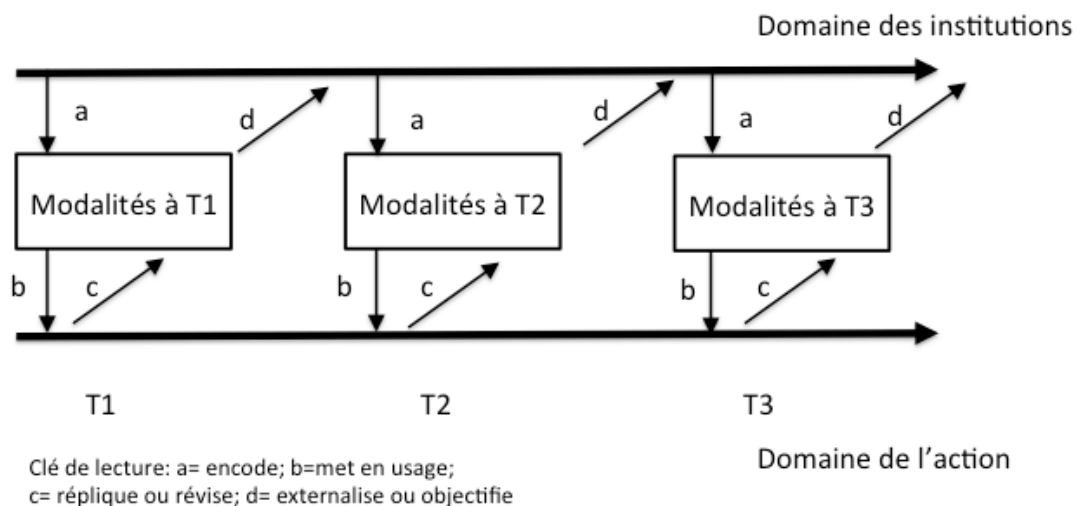 Domaine des institutions
a
d
a
d
a
d
Modalités à T1
Modalités à T2
Modalités à T3
b
c
b
c
b
c
T1
T2
T3
Domaine de l'action
Clé de lecture: a= encode; b=met en usage;
c= réplique ou révise; d= externalise ou objectifie